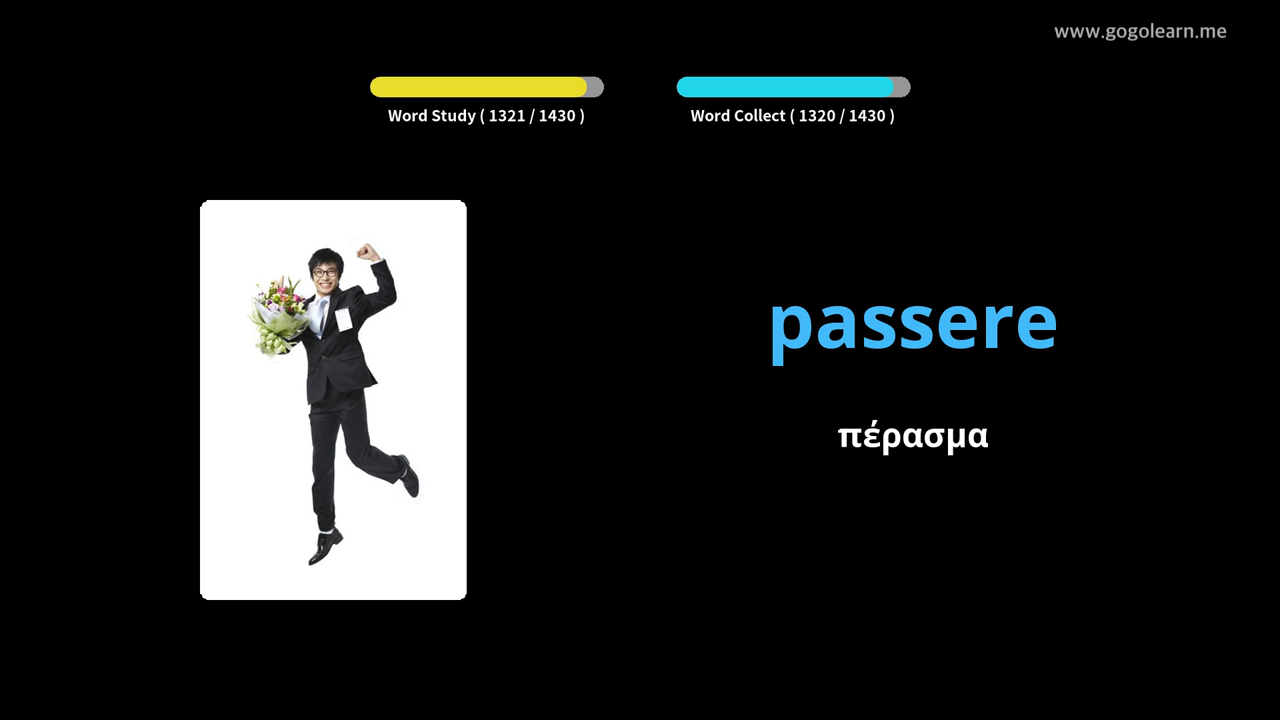 www.gogolearn.me
Word Study ( 1321 / 1430 )
Word Collect ( 1320 / 1430 )
passere
πέρασμα